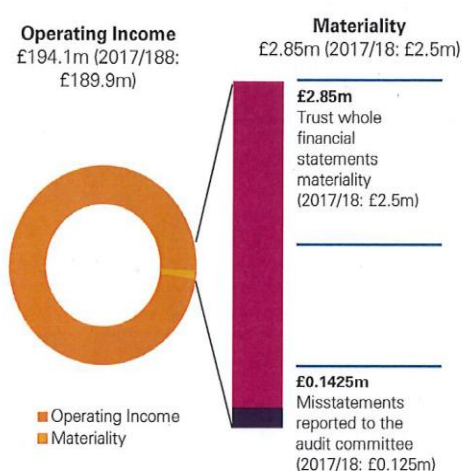 Operating Income
£194.1m (2017/188:
£189.9m)
Materiality
£2.85m (2017/18: £2.5m)
£2.85m
Trust whole
financial
statements
materiality
(2017/18: £2.5m)
£0.1425m
Misstatements
reported to the
audit committee
(2017/18: £0.125m)
Operating Income
Materiality